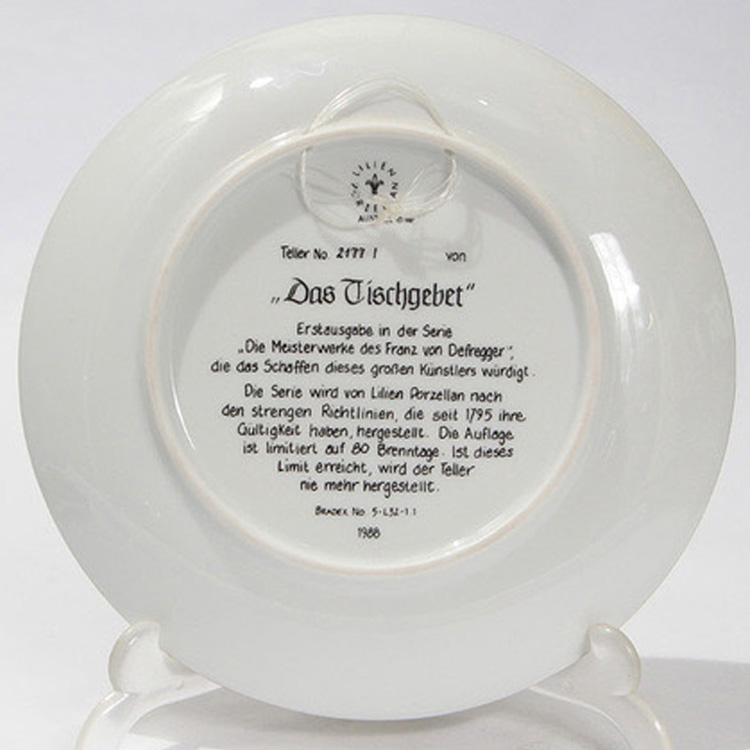 LILIEN
PORZELLAN
Teller No. 2177 I von
„Das Tischgebet“
Erstausgabe in der Serie
„Die Meisterwerke des Franz von Defregger“,
die das Schaffen dieses großen Künstlers würdigt.
Die Serie wird von Lilien Porzellan nach
den strengen Richtlinien, die seit 1795 ihre
Gültigkeit haben, hergestellt. Die Auflage
ist limitiert auf 80 Brenntage. Ist dieses
Limit erreicht, wird der Teller
nie mehr hergestellt.
BRADEX No. 5-L32-1.1
1988